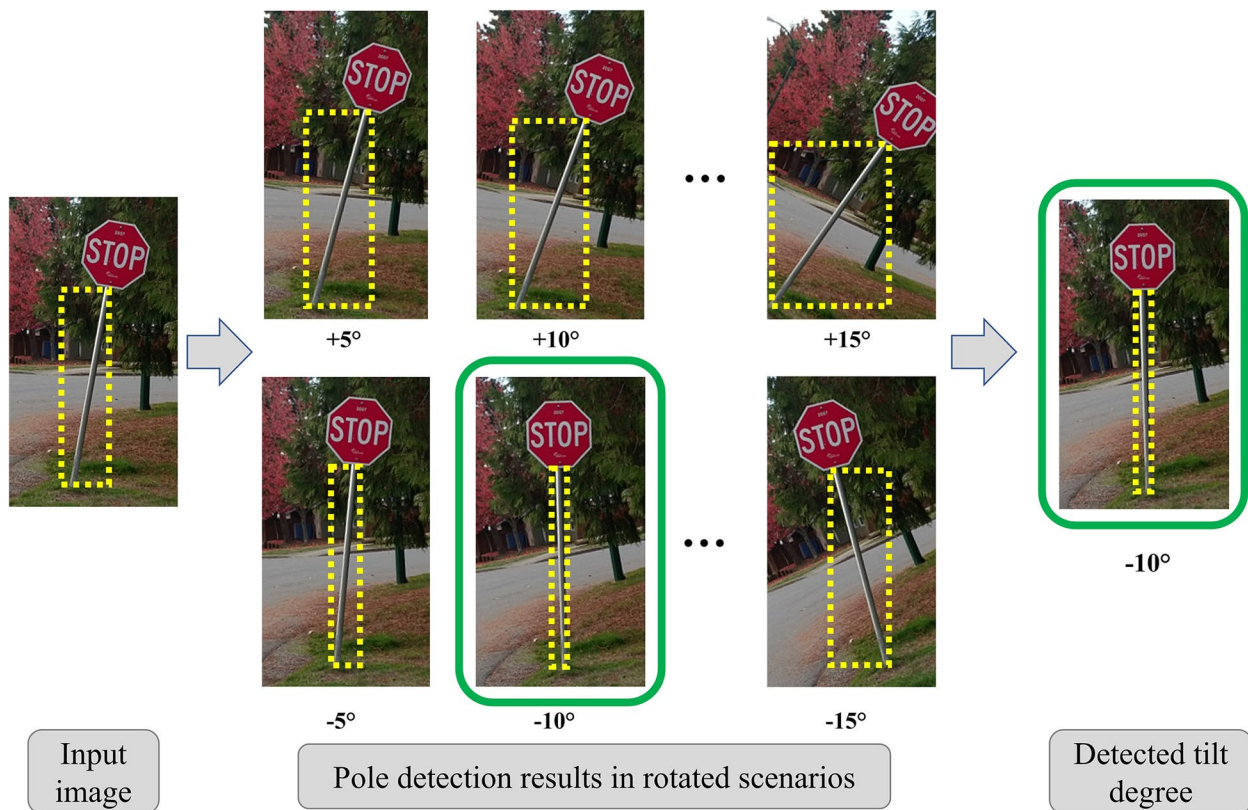 STOP
STOP
STOP
STOP
+5°
+10°
•••
+15°
STOP
STOP
STOP
STOP
-5°
-10°
•••
-15°
-10°
Input
image
Pole detection results in rotated scenarios
Detected tilt
degree